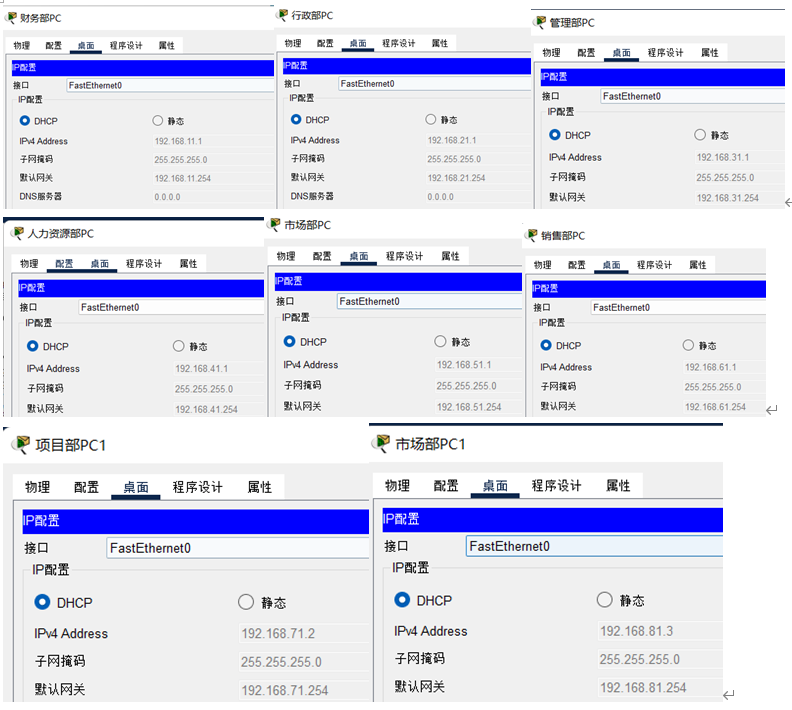 财务部PC
物理 配置 桌面 程序设计 属性
IP配置
接口 FastEthernet0
IP配置
DHCP 静态
IPv4 Address 192.168.11.1
子网掩码 255.255.255.0
默认网关 192.168.11.254
DNS服务器 0.0.0.0
行政部PC
物理 配置 桌面 程序设计 属性
IP配置
接口 FastEthernet0
IP配置
DHCP 静态
IPv4 Address 192.168.21.1
子网掩码 255.255.255.0
默认网关 192.168.21.254
DNS服务器 0.0.0.0
管理部PC
物理 配置 桌面 程序设计 属性
IP配置
接口 FastEthernet0
IP配置
DHCP 静态
IPv4 Address 192.168.31.1
子网掩码 255.255.255.0
默认网关 192.168.31.254
人力资源部PC
物理 配置 桌面 程序设计 属性
IP配置
接口 FastEthernet0
IP配置
DHCP 静态
IPv4 Address 192.168.41.1
子网掩码 255.255.255.0
默认网关 192.168.41.254
市场部PC
物理 配置 桌面 程序设计 属性
IP配置
接口 FastEthernet0
IP配置
DHCP 静态
IPv4 Address 192.168.51.1
子网掩码 255.255.255.0
默认网关 192.168.51.254
销售部PC
物理 配置 桌面 程序设计 属性
IP配置
接口 FastEthernet0
IP配置
DHCP 静态
IPv4 Address 192.168.61.1
子网掩码 255.255.255.0
默认网关 192.168.61.254
项目部PC1
物理 配置 桌面 程序设计 属性
IP配置
接口 FastEthernet0
IP配置
DHCP 静态
IPv4 Address 192.168.71.2
子网掩码 255.255.255.0
默认网关 192.168.71.254
市场部PC1
物理 配置 桌面 程序设计 属性
IP配置
接口 FastEthernet0
IP配置
DHCP 静态
IPv4 Address 192.168.81.3
子网掩码 255.255.255.0
默认网关 192.168.81.254